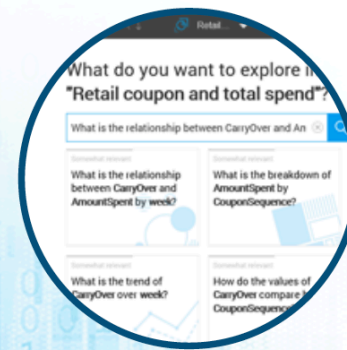 Retail...
What do you want to explore in
"Retail coupon and total spend"?
What is the relationship between CarryOver and Am
Somewhat relevant
What is the relationship
between CarryOver and
AmountSpent by week?
Somewhat relevant
What is the breakdown of
AmountSpent by
CouponSequence?
Somewhat relevant
What is the trend of
CarryOver over week?
Somewhat relevant
How do the values of
CarryOver compare
CouponSequence